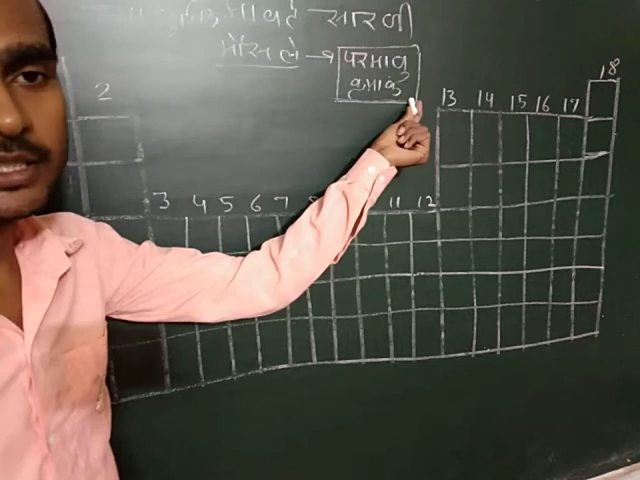 आवर्त सारणी
मोसले → परमाणु
क्रमांक
18
2 13 14 15 16 17
3 4 5 6 7 11 12